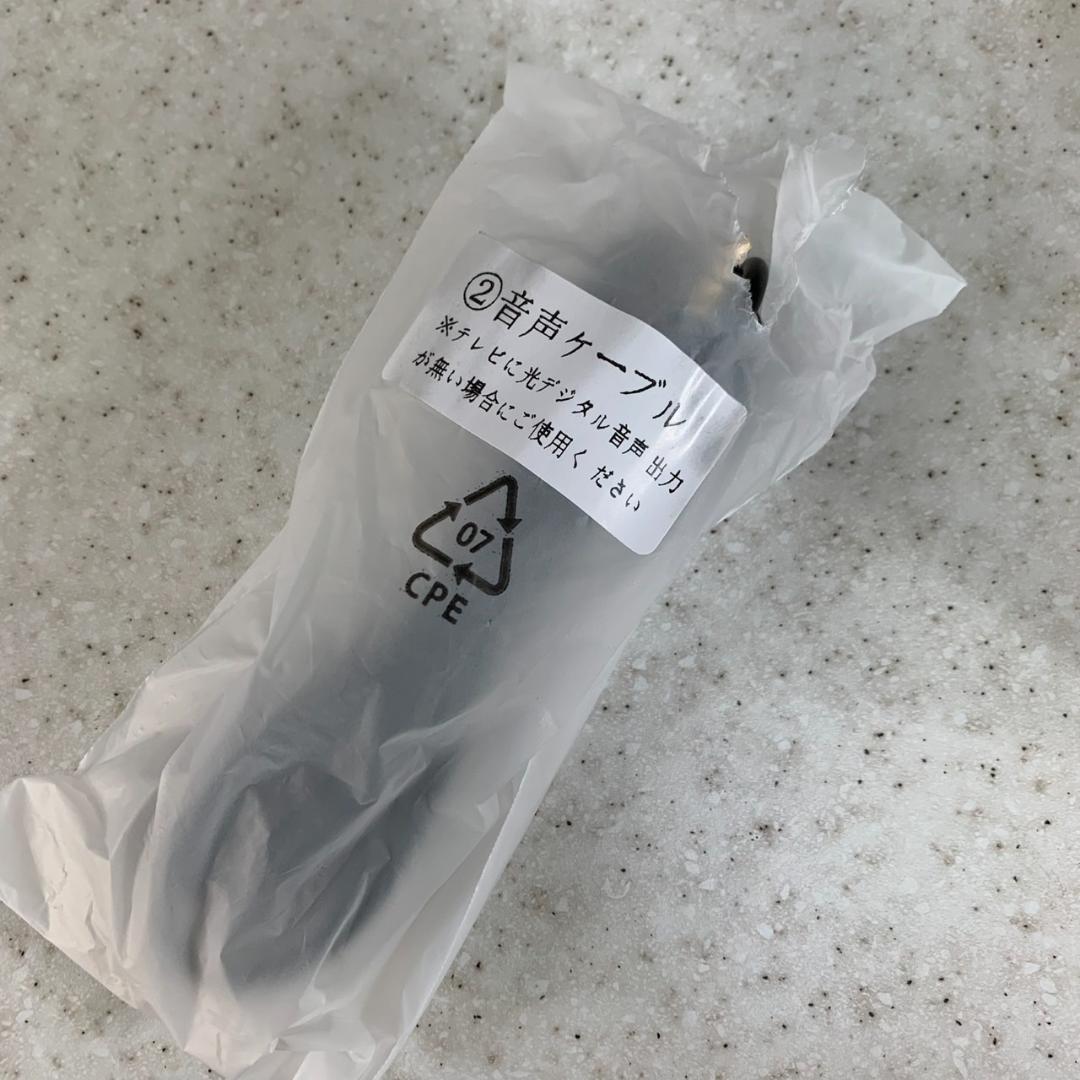 ②音声ケーブル
※テレビに光デジタル音声出力
が無い場合にご使用ください
07
CPE